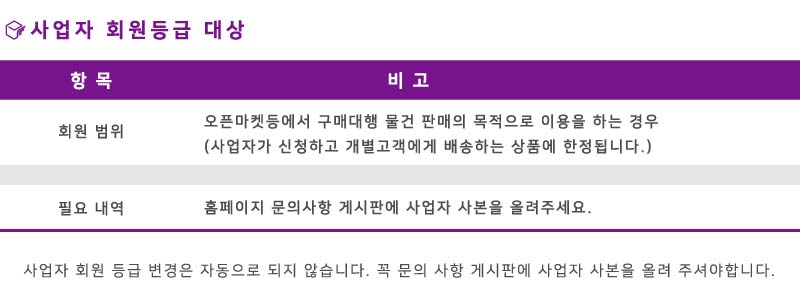 사업자 회원등급 대상
항 목 비 고
회원 범위
오픈마켓등에서 구매대행 물건 판매의 목적으로 이용을 하는 경우
(사업자가 신청하고 개별고객에게 배송하는 상품에 한정됩니다.)
필요 내역
홈페이지 문의사항 게시판에 사업자 사본을 올려주세요.
사업자 회원 등급 변경은 자동으로 되지 않습니다. 꼭 문의 사항 게시판에 사업자 사본을 올려 주셔야합니다.